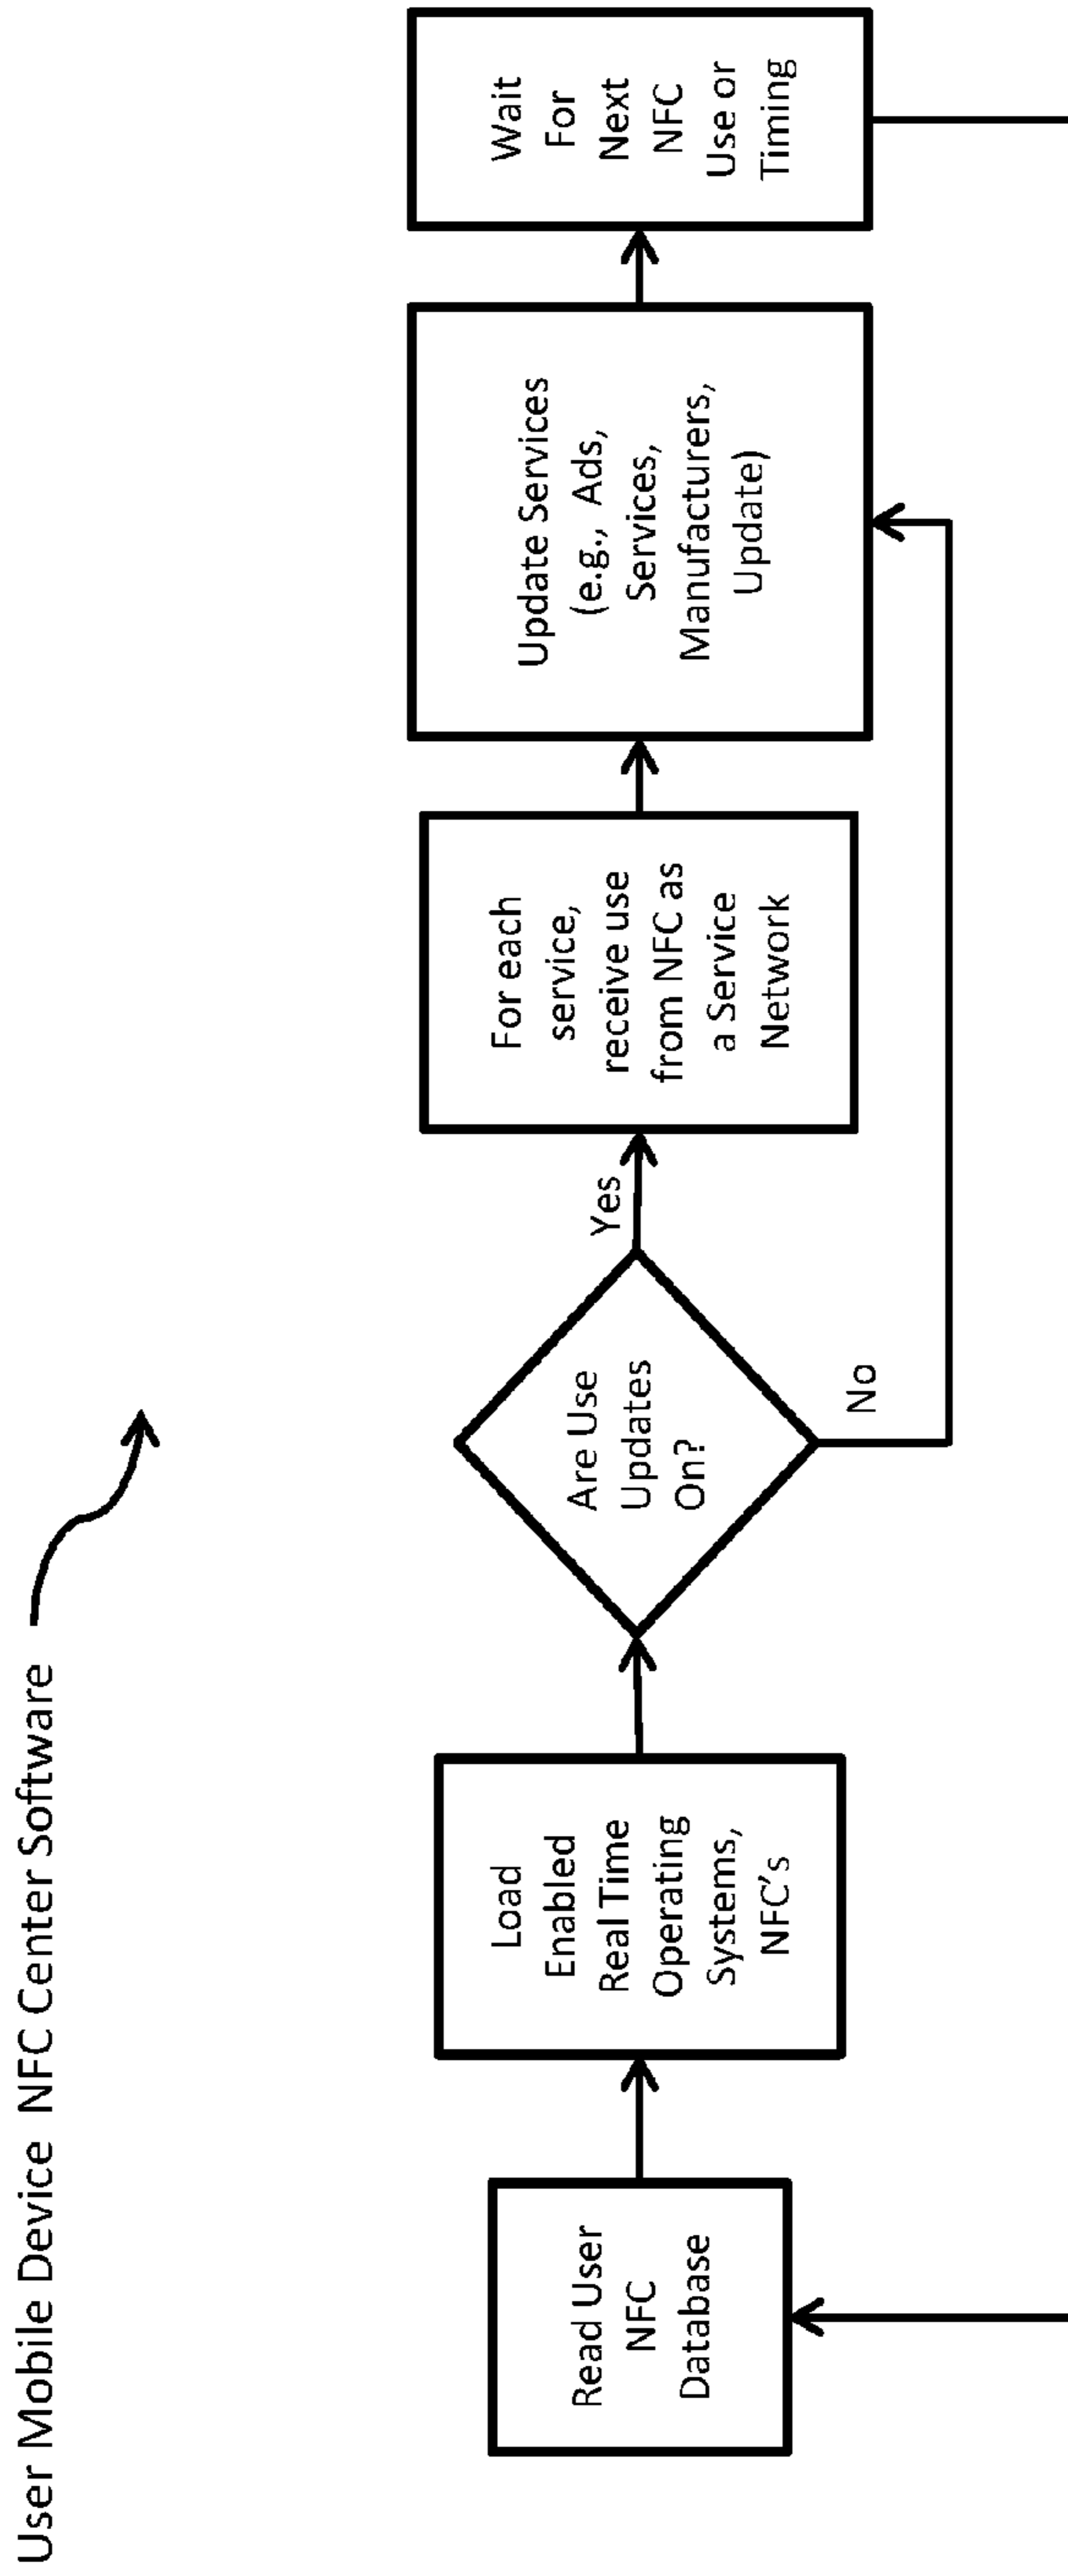 User Mobile Device NFC Center Software
Read User
NFC
Database
Load
Enabled
Real Time
Operating
Systems,
NFC's
Are Use
Updates
On?
Yes
No
For each
service,
receive use
from NFC as
a Service
Network
Update Services
(e.g., Ads,
Services,
Manufacturers,
Update)
Wait
For
Next
NFC
Use or
Timing